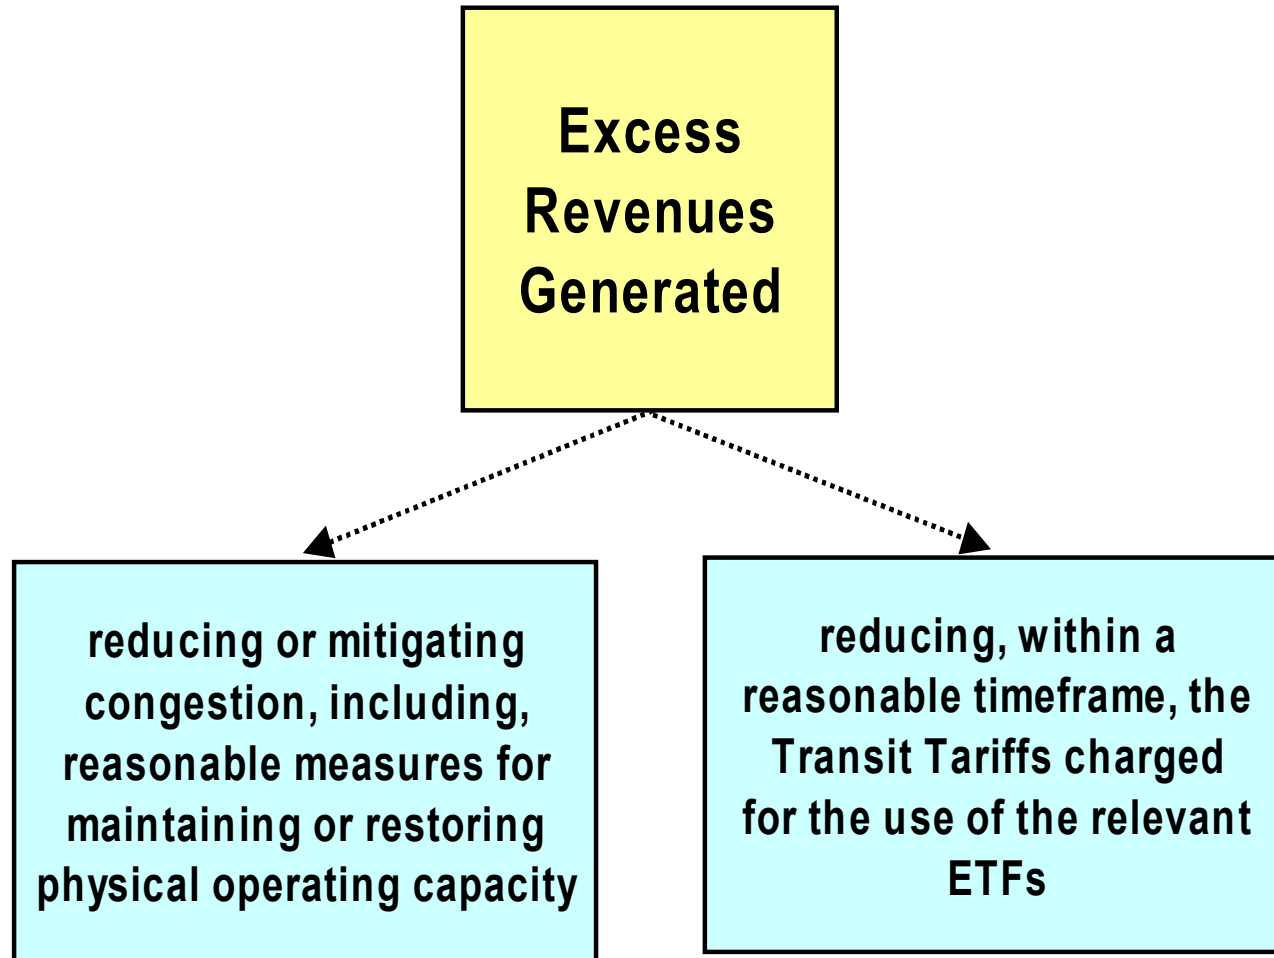 Excess
Revenues
Generated
reducing or mitigating
congestion, including,
reasonable measures for
maintaining or restoring
physical operating capacity
reducing, within a
reasonable timeframe, the
Transit Tariffs charged
for the use of the relevant
ETFs